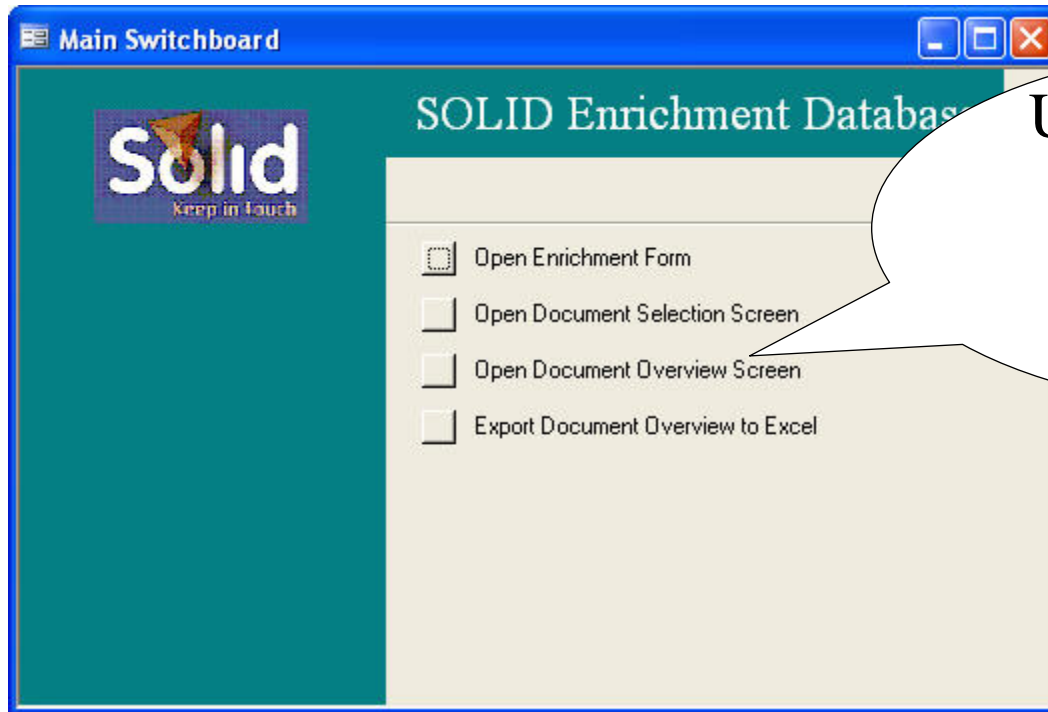 Main Switchboard
Solid
Keep in touch
SOLID Enrichment Databas
U
Open Enrichment Form
Open Document Selection Screen
Open Document Overview Screen
Export Document Overview to Excel